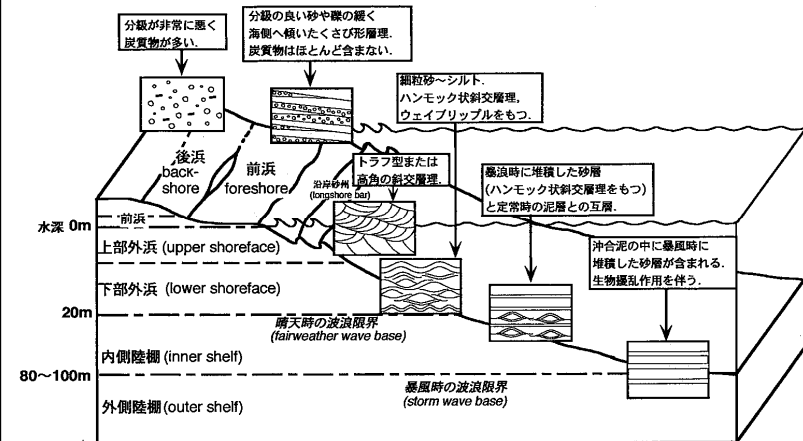 分級が非常に悪く
炭質物が多い.
分級の良い砂や礫の緩く
海側へ傾いたくさび形層理.
炭質物はほとんど含まない.
細粒砂〜シルト.
ハンモック状斜交層理,
ウェイブリップルをもつ.
後浜
back-
shore
前浜
foreshore
沿岸砂州
(longshore bar)
トラフ型または
高角の斜交層理.
暴浪時に堆積した砂層
(ハンモック状斜交層理をもつ)
と定常時の泥層との互層.
沖合泥の中に暴風時に
堆積した砂層が含まれる.
生物擾乱作用を伴う.
前浜
水深 0m
上部外浜 (upper shoreface)
下部外浜 (lower shoreface)
20m
晴天時の波浪限界
(fairweather wave base)
内側陸棚 (inner shelf)
80〜100m
暴風時の波浪限界
(storm wave base)
外側陸棚 (outer shelf)